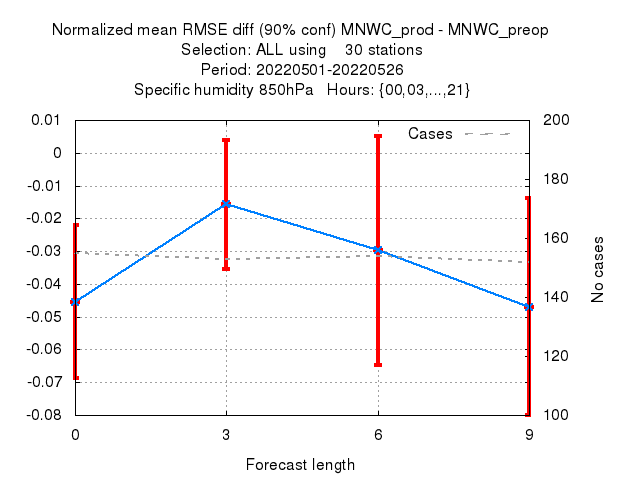 Normalized mean RMSE diff (90% conf) MNWC_prod - MNWC_preop
Selection: ALL using    30 stations
Period: 20220501-20220526
Specific humidity 850hPa   Hours: {00,03,...,21}
0.01
0
-0.01
-0.02
-0.03
-0.04
-0.05
-0.06
-0.07
-0.08
Cases
200
180
160
140
120
100
No cases
0 3 6 9
Forecast length